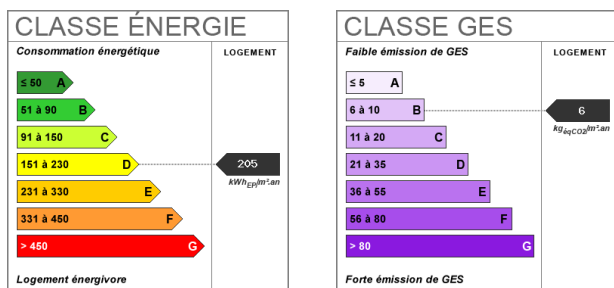 CLASSE ÉNERGIE
Consommation énergétique
LOGEMENT
≤ 50 A
51 à 90 B
91 à 150 C
151 à 230 D
205
kWhEP/m².an
231 à 330 E
331 à 450 F
> 450 G
Logement énergivore
CLASSE GES
Faible émission de GES
LOGEMENT
≤ 5 A
6 à 10 B
6
kgéqCO2/m².an
11 à 20 C
21 à 35 D
36 à 55 E
56 à 80 F
> 80 G
Forte émission de GES